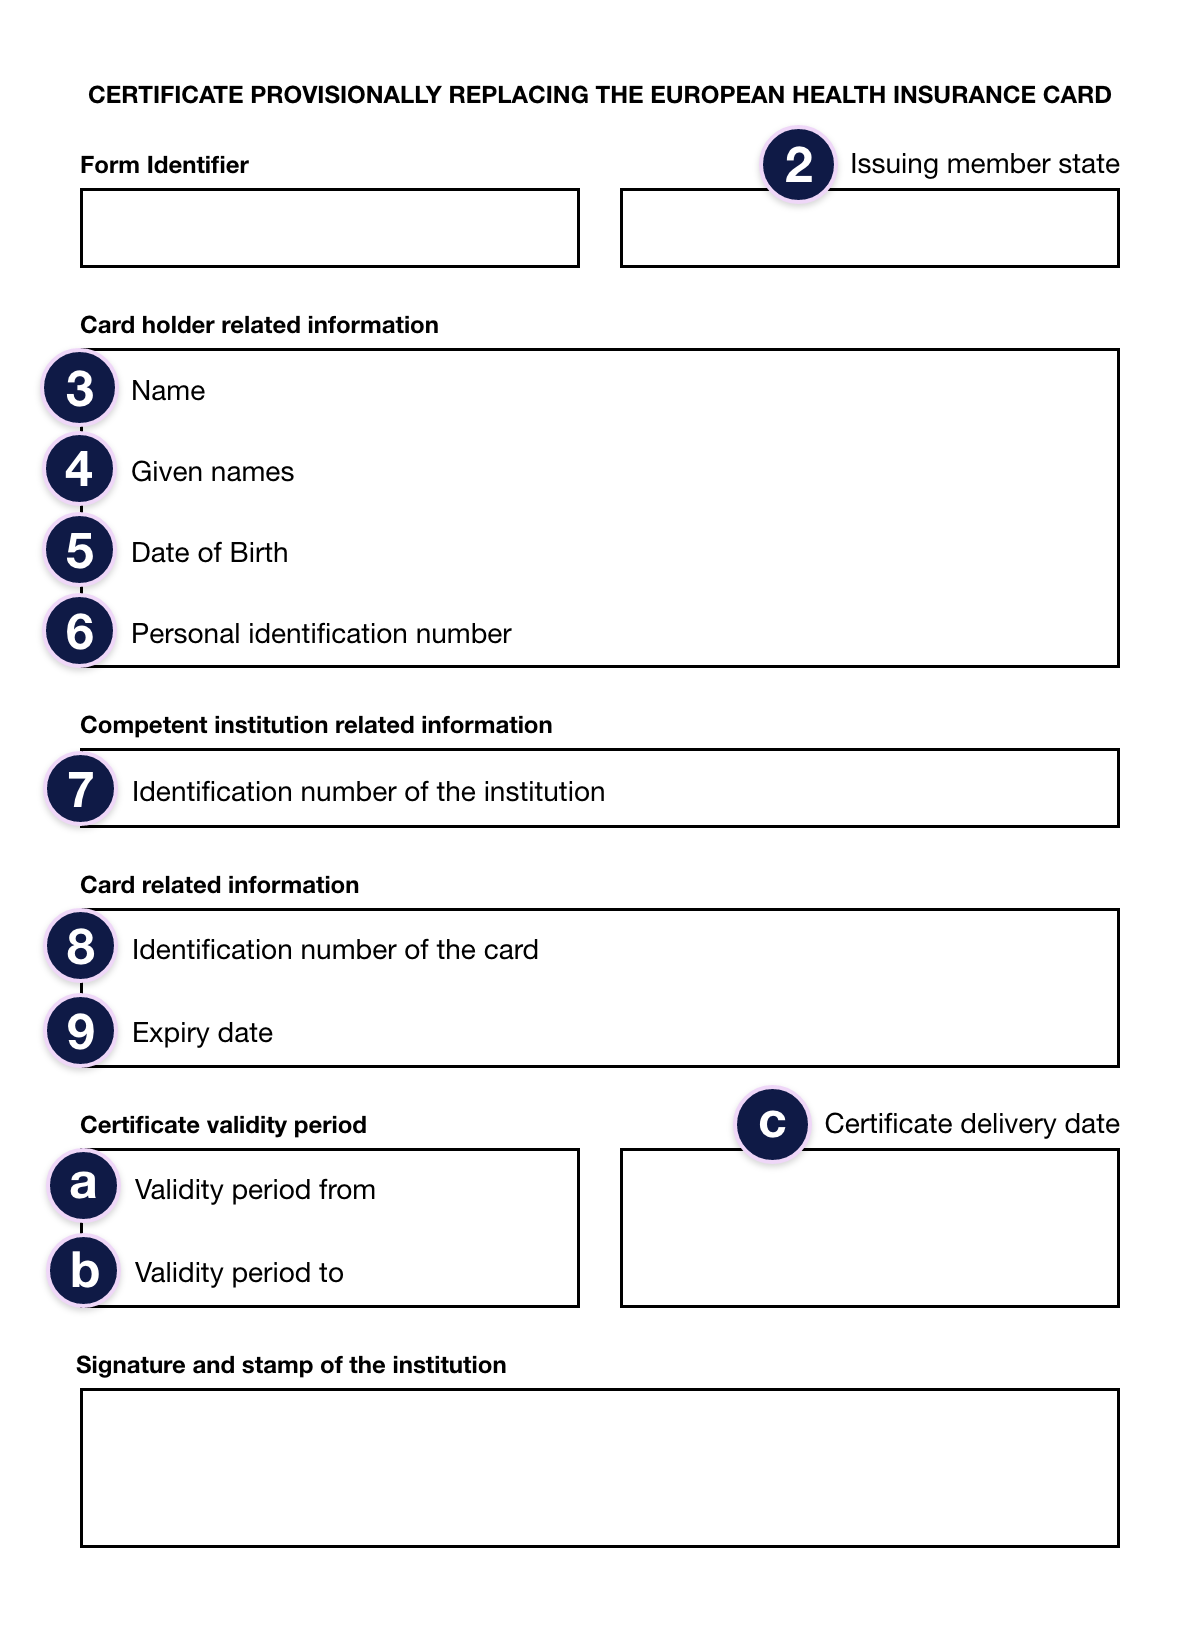 CERTIFICATE PROVISIONALLY REPLACING THE EUROPEAN HEALTH INSURANCE CARD
Form Identifier
2 Issuing member state
Card holder related information
3 Name
4 Given names
5 Date of Birth
6 Personal identification number
Competent institution related information
7 Identification number of the institution
Card related information
8 Identification number of the card
9 Expiry date
Certificate validity period
c Certificate delivery date
a Validity period from
b Validity period to
Signature and stamp of the institution